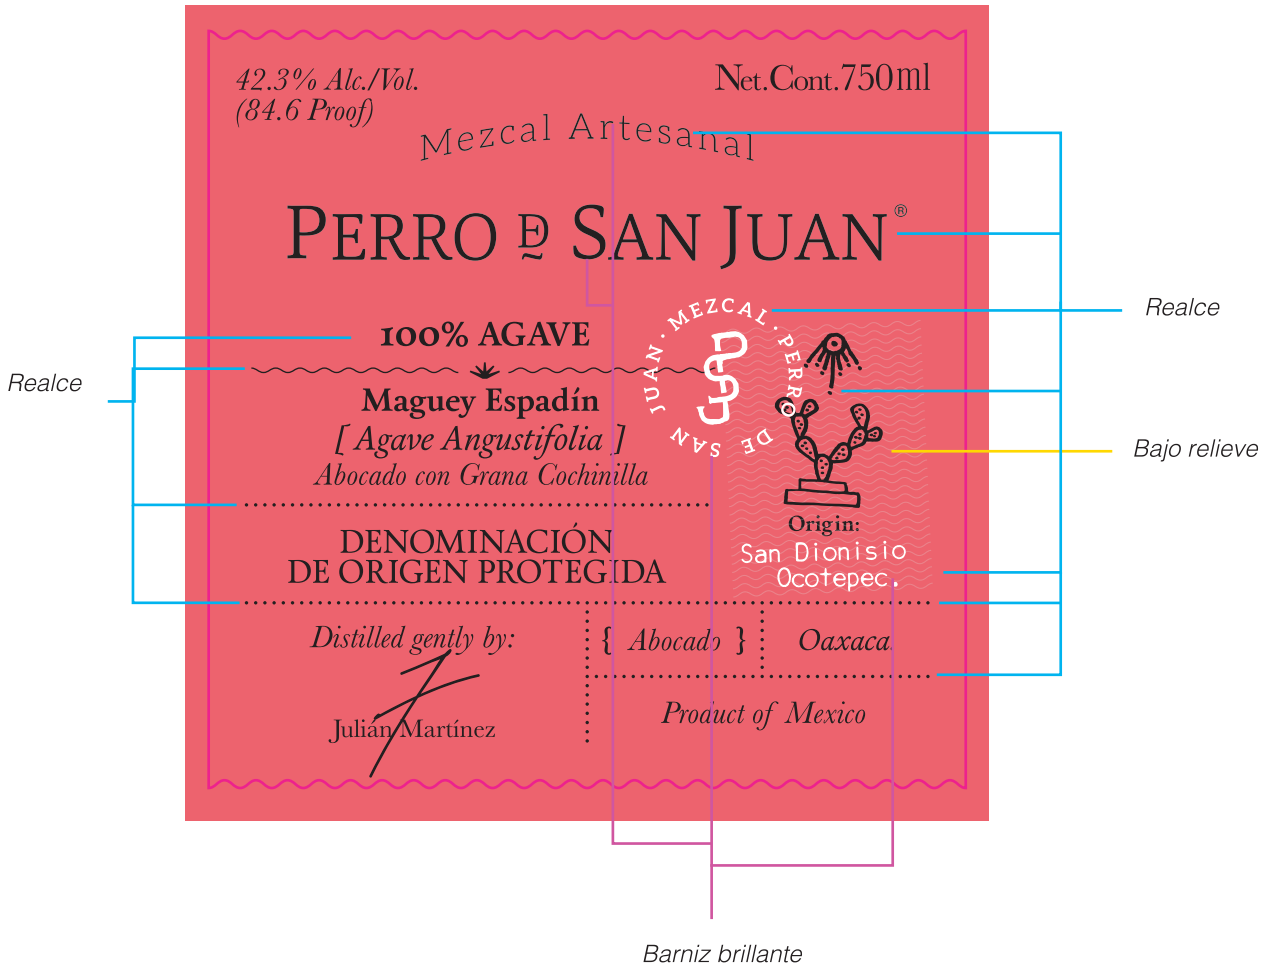 42.3% Alc./Vol.
(84.6 Proof)
Net.Cont.750ml
Mezcal Artesanal
PERRO DE SAN JUAN®
Realce
100% AGAVE
Maguey Espadín
[ Agave Angustifolia ]
Abocado con Grana Cochinilla
DENOMINACIÓN
DE ORIGEN PROTEGIDA
· MEZCAL · PERRO DE SAN JUAN
PSJ
Realce
Bajo relieve
Origin:
San Dionisio
Ocotepec.
Distilled gently by:
Julián Martínez
{ Abocado }
Oaxaca.
Product of Mexico
Barniz brillante